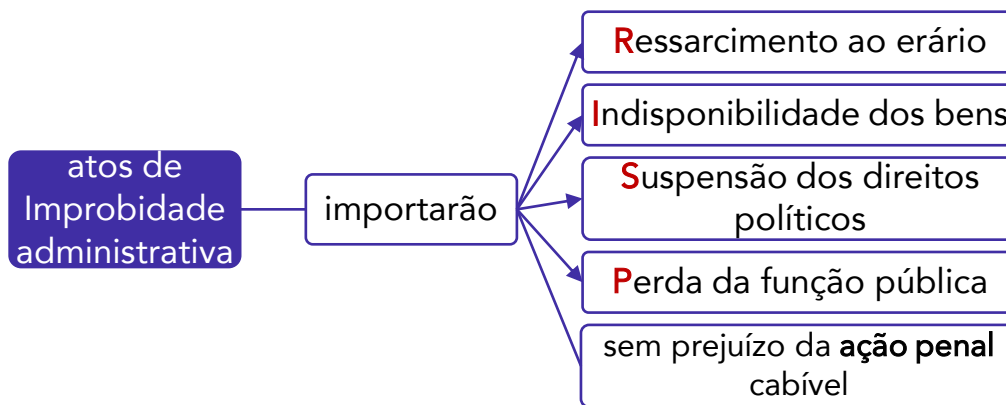 atos de
Improbidade
administrativa
importarão
Ressarcimento ao erário
Indisponibilidade dos bens
Suspensão dos direitos
políticos
Perda da função pública
sem prejuízo da ação penal
cabível